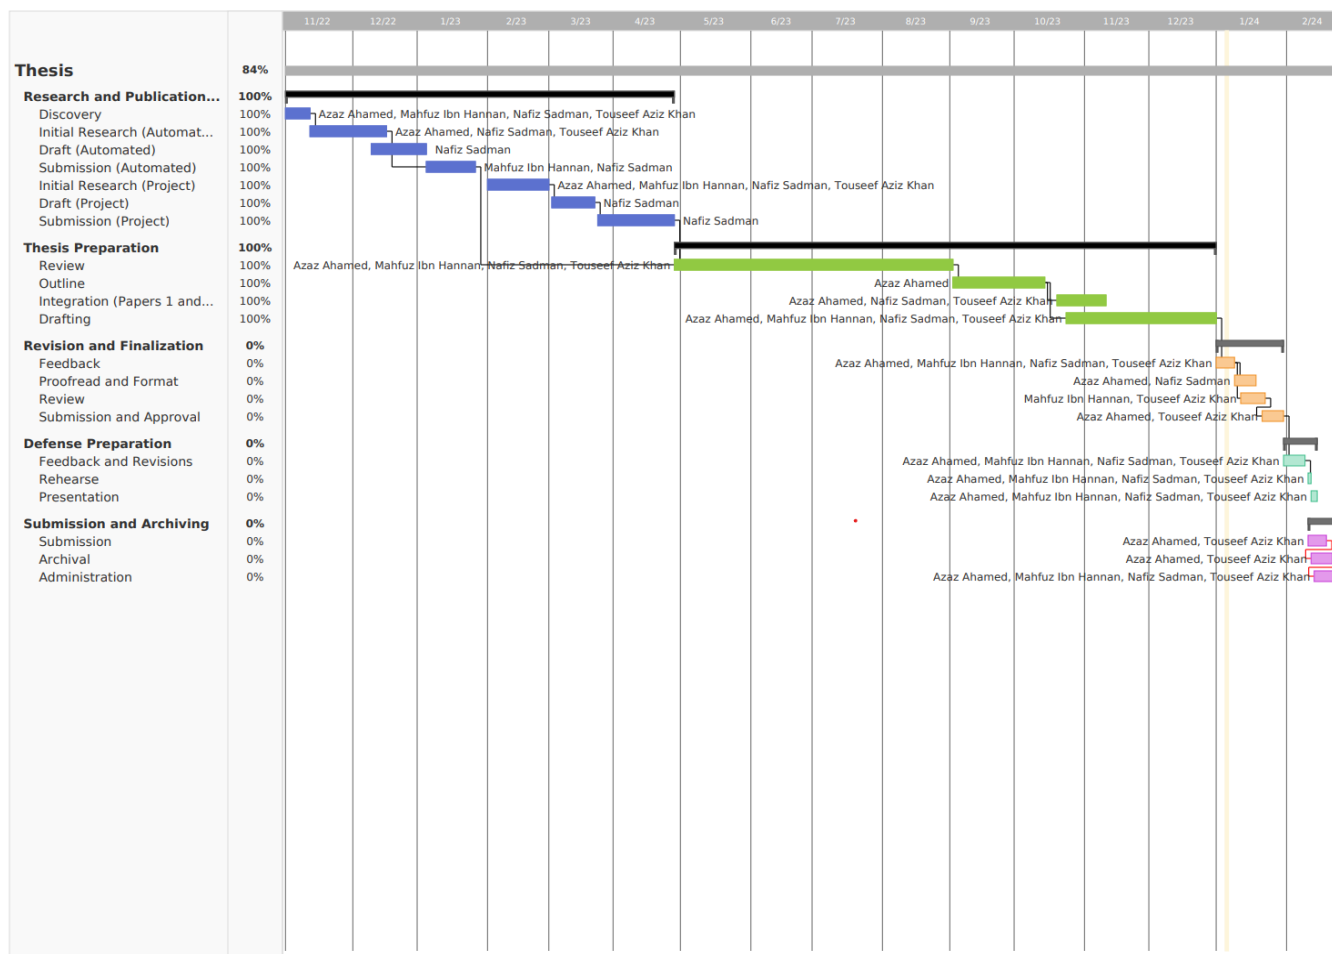 11/22 12/22 1/23 2/23 3/23 4/23 5/23 6/23 7/23 8/23 9/23 10/23 11/23 12/23 1/24 2/24
Thesis 84%
Research and Publication... 100%
Discovery 100% Azaz Ahamed, Mahfuz Ibn Hannan, Nafiz Sadman, Touseef Aziz Khan
Initial Research (Automat... 100% Azaz Ahamed, Nafiz Sadman, Touseef Aziz Khan
Draft (Automated) 100% Nafiz Sadman
Submission (Automated) 100% Mahfuz Ibn Hannan, Nafiz Sadman
Initial Research (Project) 100% Azaz Ahamed, Mahfuz Ibn Hannan, Nafiz Sadman, Touseef Aziz Khan
Draft (Project) 100% Nafiz Sadman
Submission (Project) 100% Nafiz Sadman
Thesis Preparation 100%
Review 100% Azaz Ahamed, Mahfuz Ibn Hannan, Nafiz Sadman, Touseef Aziz Khan
Outline 100% Azaz Ahamed
Integration (Papers 1 and... 100% Azaz Ahamed, Nafiz Sadman, Touseef Aziz Khan
Drafting 100% Azaz Ahamed, Mahfuz Ibn Hannan, Nafiz Sadman, Touseef Aziz Khan
Revision and Finalization 0%
Feedback 0% Azaz Ahamed, Mahfuz Ibn Hannan, Nafiz Sadman, Touseef Aziz Khan
Proofread and Format 0% Azaz Ahamed, Nafiz Sadman
Review 0% Mahfuz Ibn Hannan, Touseef Aziz Khan
Submission and Approval 0% Azaz Ahamed, Touseef Aziz Khan
Defense Preparation 0%
Feedback and Revisions 0% Azaz Ahamed, Mahfuz Ibn Hannan, Nafiz Sadman, Touseef Aziz Khan
Rehearse 0% Azaz Ahamed, Mahfuz Ibn Hannan, Nafiz Sadman, Touseef Aziz Khan
Presentation 0% Azaz Ahamed, Mahfuz Ibn Hannan, Nafiz Sadman, Touseef Aziz Khan
Submission and Archiving 0%
Submission 0% Azaz Ahamed, Touseef Aziz Khan
Archival 0% Azaz Ahamed, Touseef Aziz Khan
Administration 0% Azaz Ahamed, Mahfuz Ibn Hannan, Nafiz Sadman, Touseef Aziz Khan